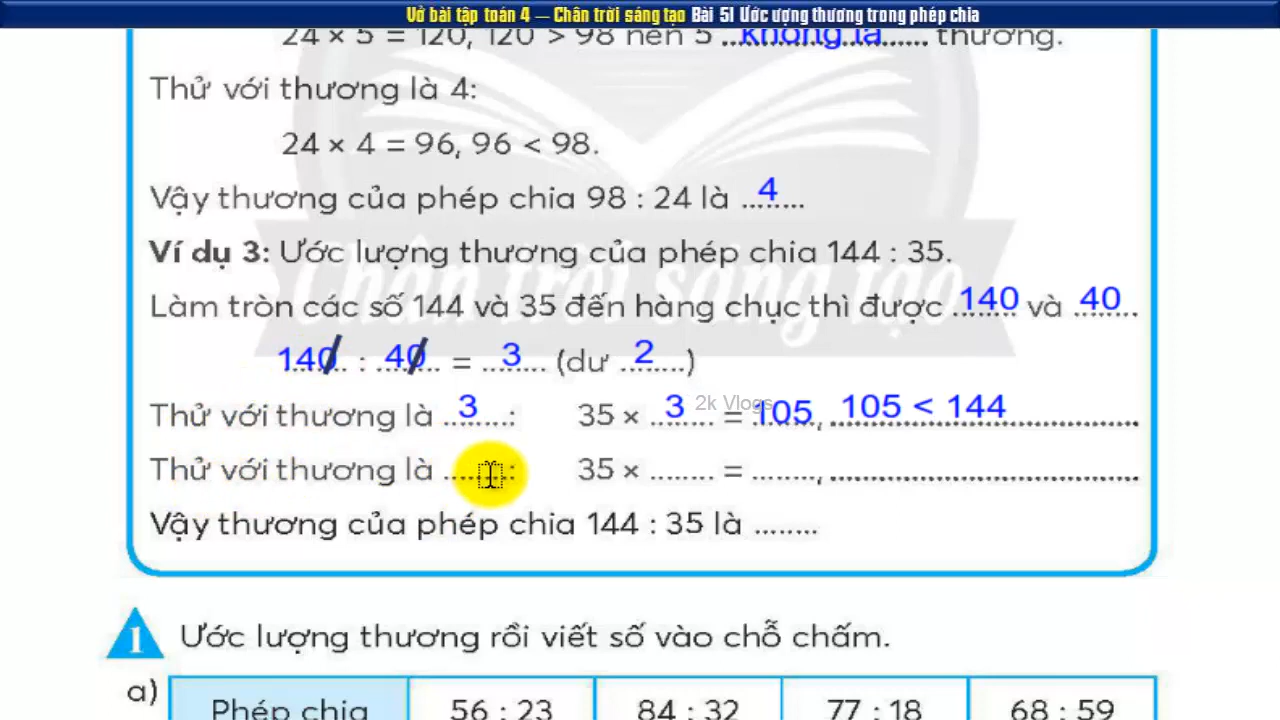 Vở bài tập toán 4 – Chân trời sáng tạo Bài 51 Ước ượng thương trong phép chia
24 × 5 = 120, 120 > 98 nên 5 ...không là...... thương.
Thử với thương là 4:
24 × 4 = 96, 96 < 98.
Vậy thương của phép chia 98 : 24 là ...4.....
Ví dụ 3: Ước lượng thương của phép chia 144 : 35.
Làm tròn các số 144 và 35 đến hàng chục thì được ..140.. và ..40..
140 : 40 = ..3.. (dư ..2..)
Thử với thương là ..3..: 35 × ..3.. = 105, 105 < 144
Thử với thương là ........: 35 × ........ = ........, ........................................
Vậy thương của phép chia 144 : 35 là ........
2k Vlogs
Chân trời sáng tạo
1 Ước lượng thương rồi viết số vào chỗ chấm.
a) Phép chia 56 : 23 84 : 32 77 : 18 68 : 59